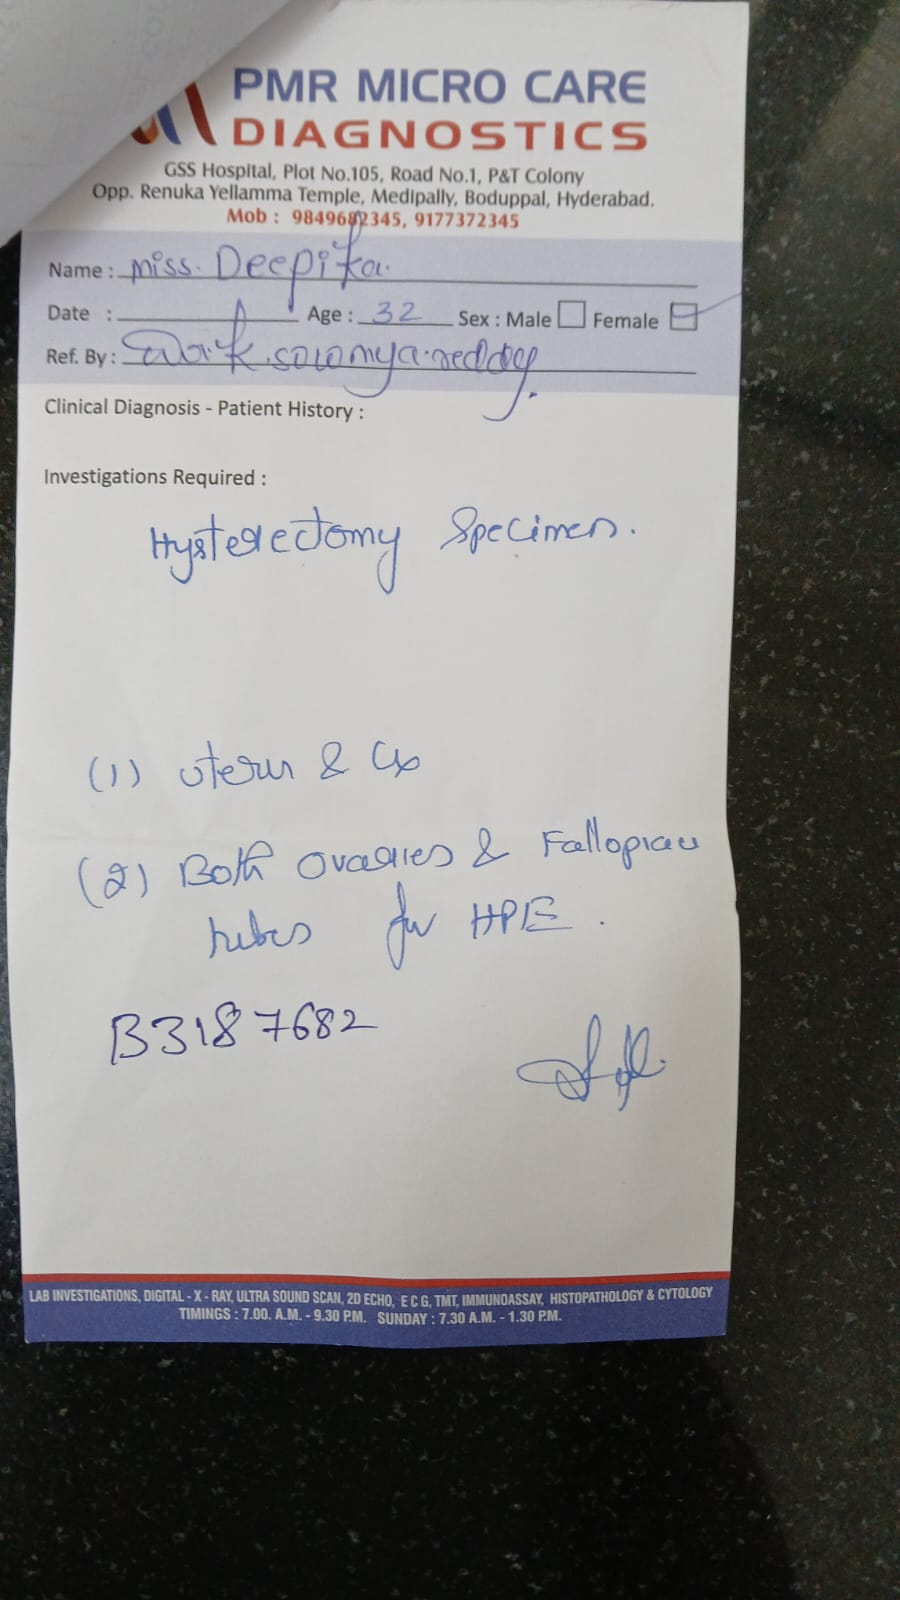 PMR MICRO CARE
DIAGNOSTICS
GSS Hospital, Plot No.105, Road No.1, P&T Colony
Opp. Renuka Yellamma Temple, Medipally, Boduppal, Hyderabad.
Mob : 9849682345, 9177372345
Name : Miss. Deepika.
Date : Age : 32 Sex : Male Female
Ref. By : K. sowmya reddy
Clinical Diagnosis - Patient History :
Investigations Required :
Hysterectomy Specimen.
(1) uterus & Cx
(2) Both ovaries & Fallopian
tubes for HPE.
B3187682
LAB INVESTIGATIONS, DIGITAL - X - RAY, ULTRA SOUND SCAN, 2D ECHO, E C G, TMT, IMMUNOASSAY, HISTOPATHOLOGY & CYTOLOGY
TIMINGS : 7.00. A.M. - 9.30 P.M. SUNDAY : 7.30 A.M. - 1.30 P.M.